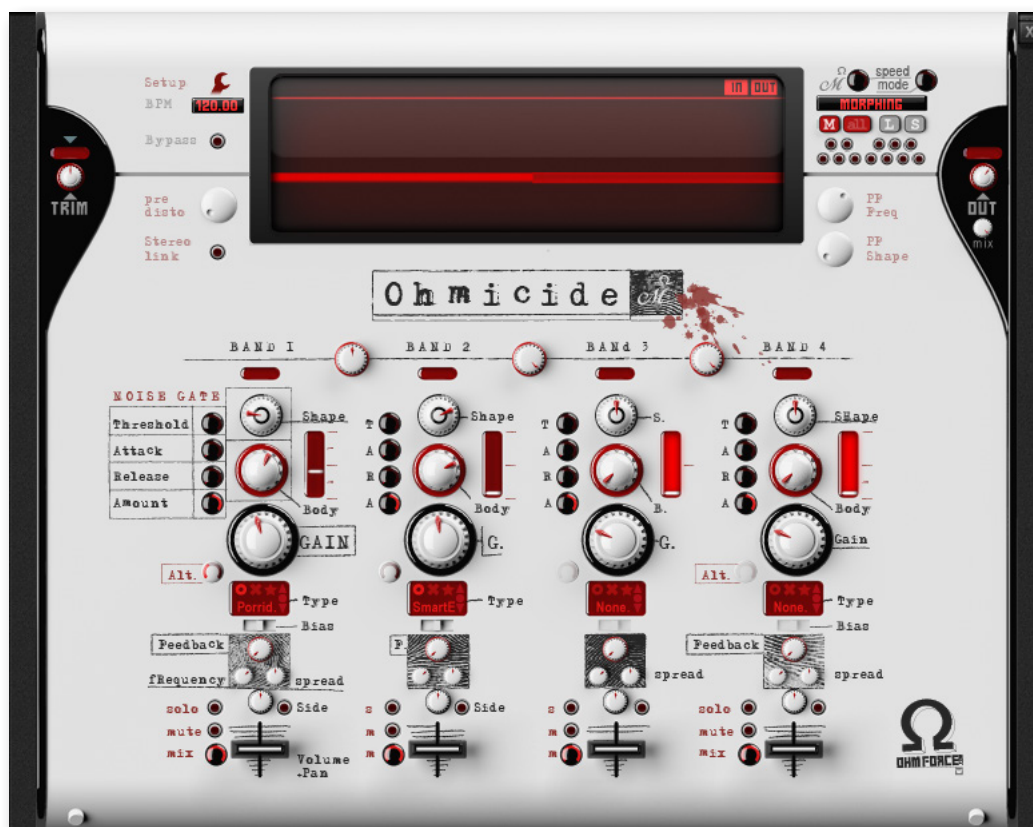 X
Setup
BPM 120.00
Bypass
IN OUT
speed
mode
MORPHING
M all L S
TRIM
pre
disto
Stereo
link
PP
Freq
PP
Shape
OUT
mix
Ohmicide
BAND 1 BAND 2 BANd 3 BAND 4
NOISE GATE
Threshold Shape T Shape T S. T SHape
Attack A A A
Release R R R
Amount Body A Body A B. A Body
GAIN G. G. Gain
Alt. Alt.
Porrid. Type SmartE Type None. None. Type
Bias Bias
Feedback F. Feedback
fRequency spread spread spread
solo Side s Side s solo
mute m m mute
mix m m mix
Volume
.Pan
Ω
OHM FORCE